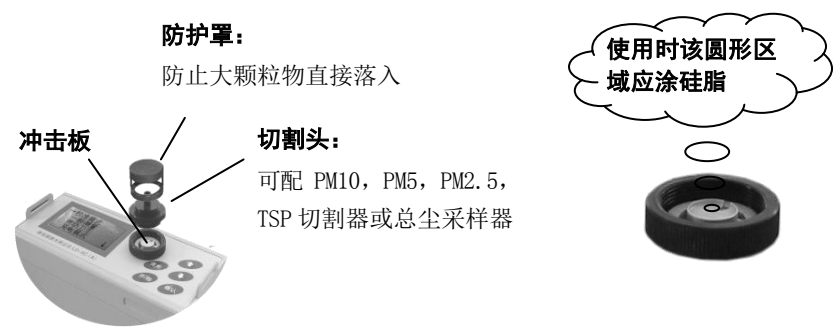 防护罩:
防止大颗粒物直接落入
冲击板
切割头:
可配 PM10, PM5, PM2.5,
TSP 切割器或总尘采样器
使用时该圆形区
域应涂硅脂